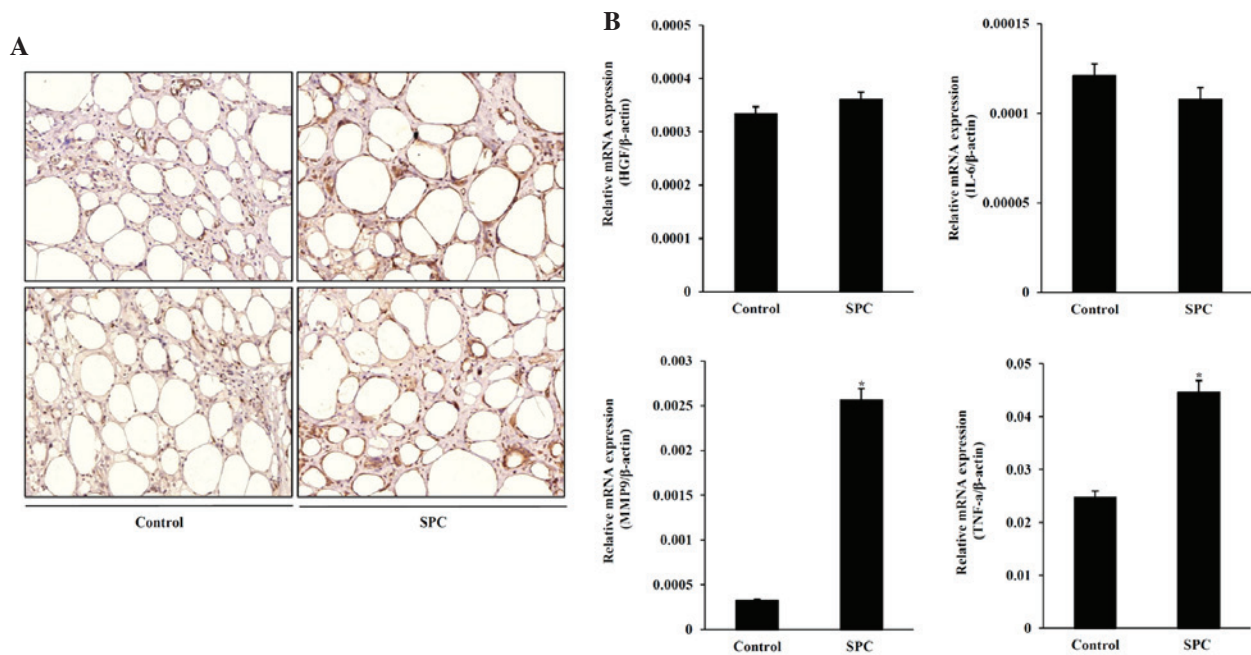 A
Control
SPC
B
Relative mRNA expression
(HGF/β-actin)
0.0005
0.0004
0.0003
0.0002
0.0001
0
Control
SPC
Relative mRNA expression
(IL-6/β-actin)
0.00015
0.0001
0.00005
0
Control
SPC
Relative mRNA expression
(MMP9/β-actin)
0.003
0.0025
0.002
0.0015
0.001
0.0005
0
*
Control
SPC
Relative mRNA expression
(TNF-a/β-actin)
0.05
0.04
0.03
0.02
0.01
0
*
Control
SPC